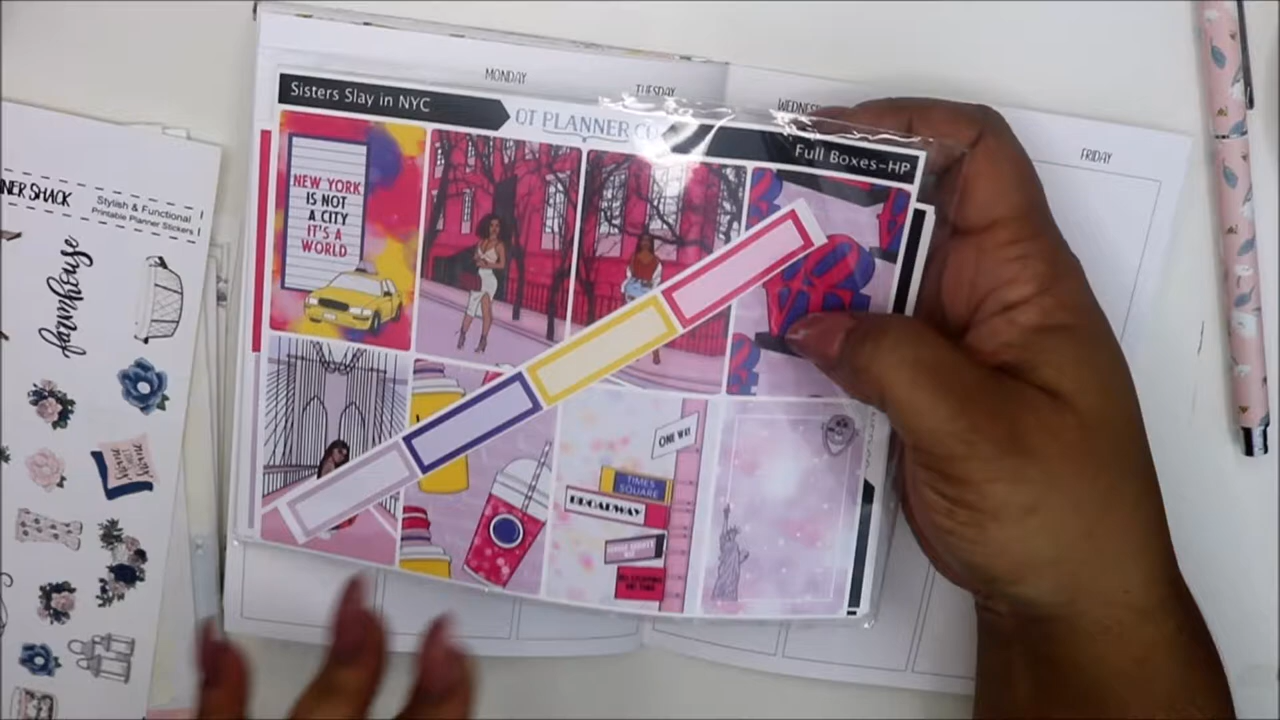 MONDAY
TUESDAY
FRIDAY
Sisters Slay in NYC
OT PLANNER CO
Full Boxes-HP
NEW YORK
IS NOT
A CITY
IT'S A
WORLD
ONE WAY
TIMES
SQUARE
BROADWAY
NER SHACK
Stylish & Functional
Printable Planner Stickers
farmhouse